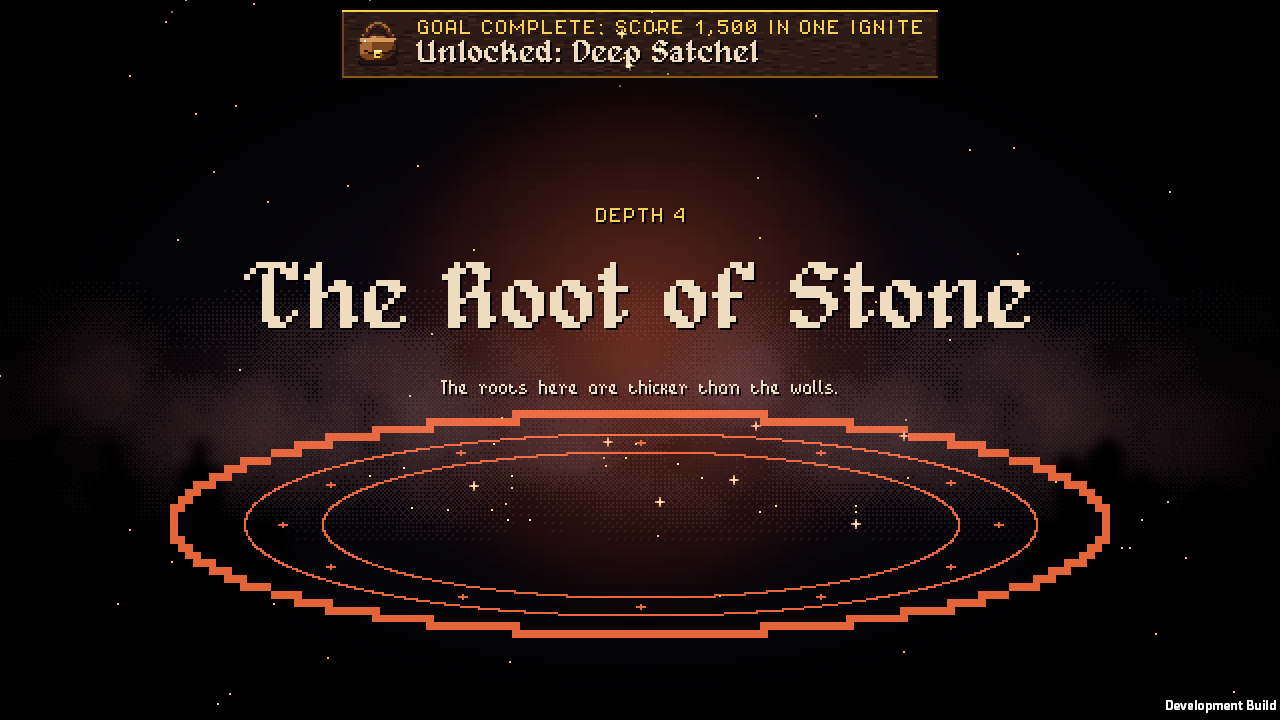 GOAL COMPLETE: SCORE 1,500 IN ONE IGNITE
Unlocked: Deep Satchel
DEPTH 4
The Root of Stone
The roots here are thicker than the walls.
Development Build